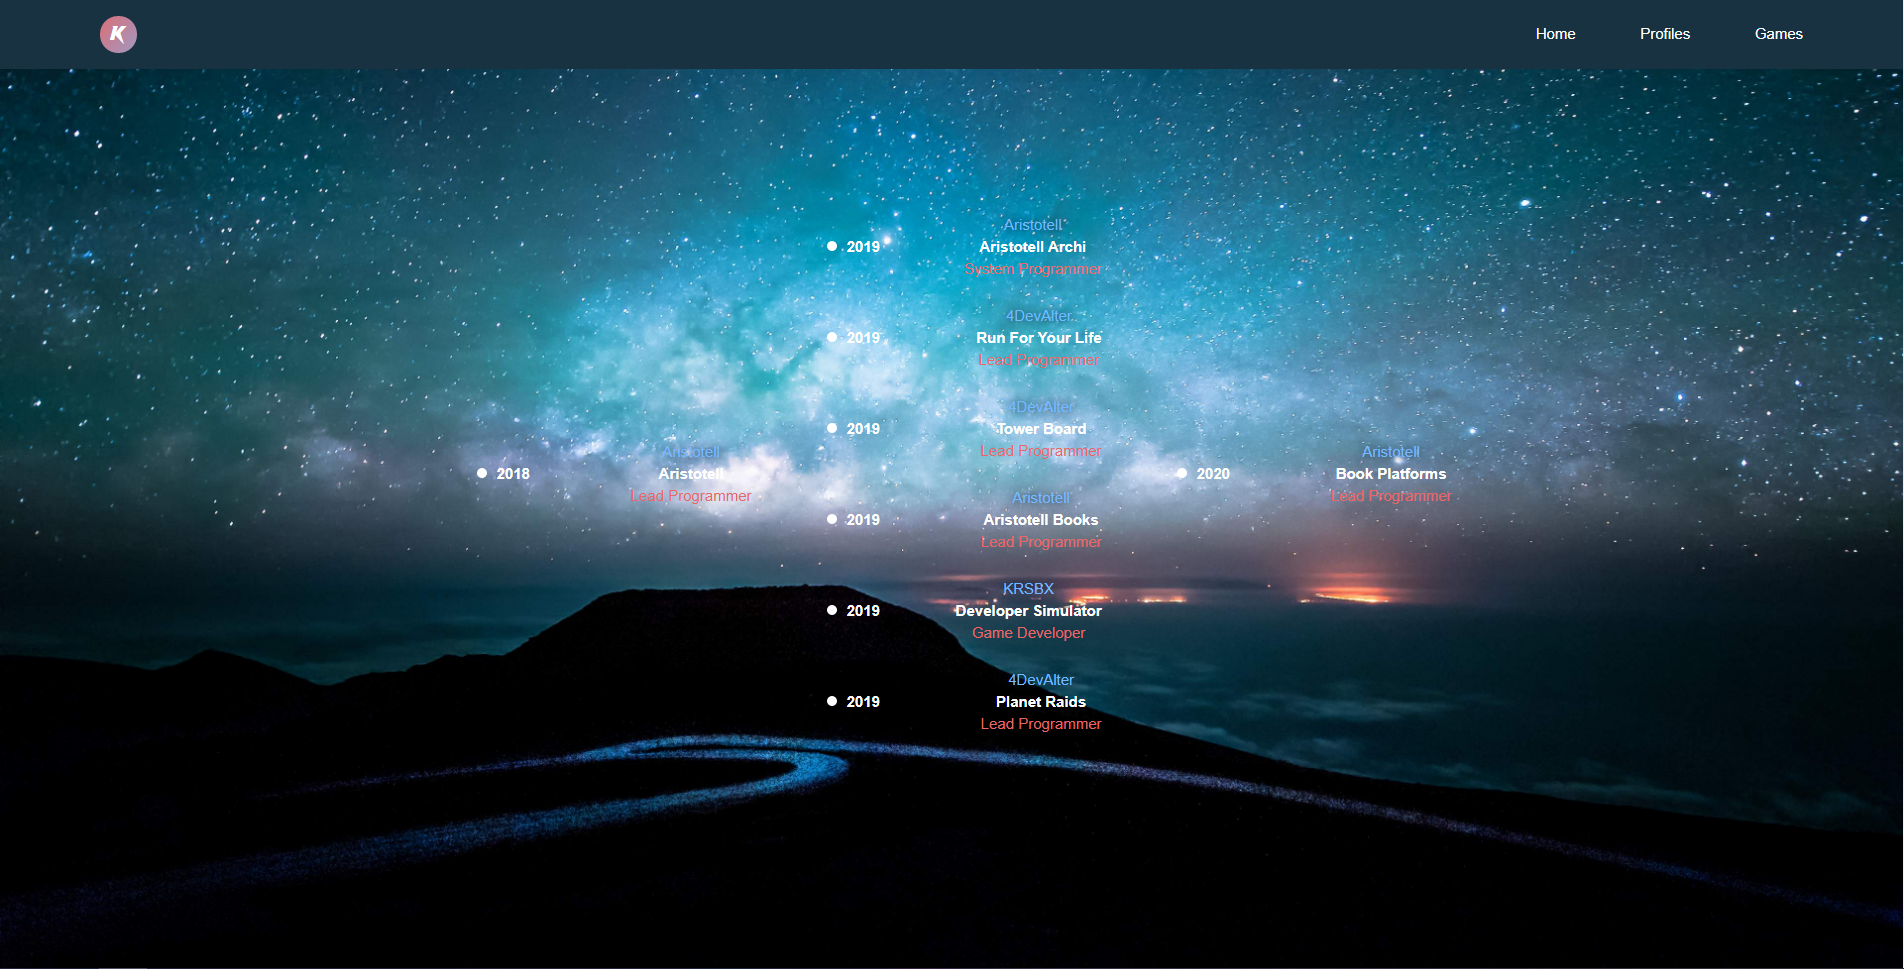 K
Home
Profiles
Games
2018
Aristotell
Aristotell
Lead Programmer
2019
Aristotell
Aristotell Archi
System Programmer
2019
4DevAlter
Run For Your Life
Lead Programmer
2019
4DevAlter
Tower Board
Lead Programmer
2019
Aristotell
Aristotell Books
Lead Programmer
2019
KRSBX
Developer Simulator
Game Developer
2019
4DevAlter
Planet Raids
Lead Programmer
2020
Aristotell
Book Platforms
Lead Programmer